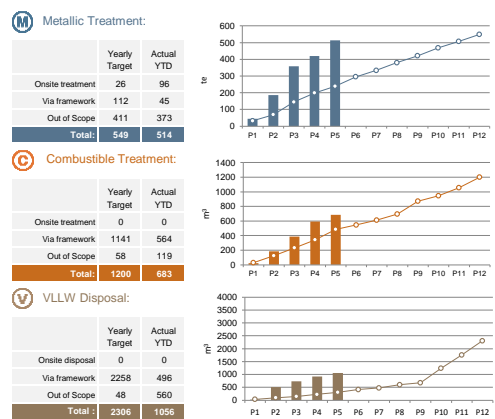 M Metallic Treatment:
Yearly Target Actual YTD
Onsite treatment 26 96
Via framework 112 45
Out of Scope 411 373
Total: 549 514
600
500
400
300
200
100
0
te
P1 P2 P3 P4 P5 P6 P7 P8 P9 P10 P11 P12
C Combustible Treatment:
Yearly Target Actual YTD
Onsite treatment 0 0
Via framework 1141 564
Out of Scope 58 119
Total: 1200 683
1400
1200
1000
800
600
400
200
0
m³
P1 P2 P3 P4 P5 P6 P7 P8 P9 P10 P11 P12
V VLLW Disposal:
Yearly Target Actual YTD
Onsite disposal 0 0
Via framework 2258 496
Out of Scope 48 560
Total : 2306 1056
4000
3500
3000
2500
2000
1500
1000
500
0
m³
P1 P2 P3 P4 P5 P6 P7 P8 P9 P10 P11 P12